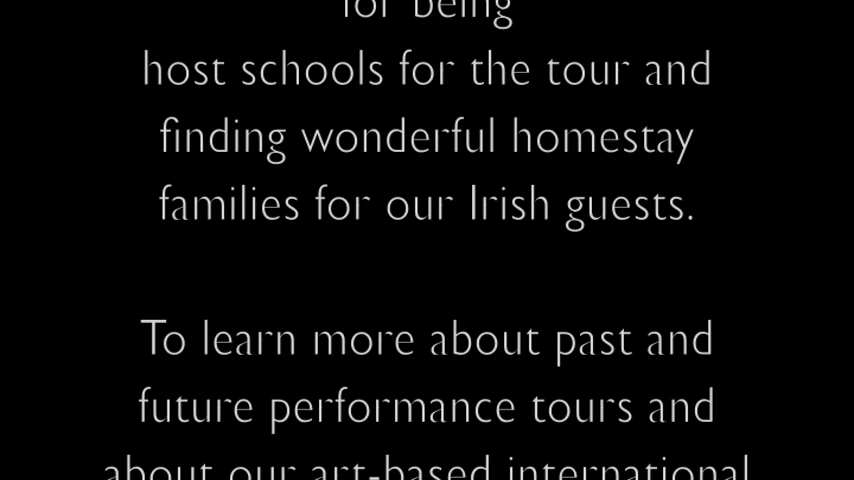 for being
host schools for the tour and
finding wonderful homestay
families for our Irish guests.
To learn more about past and
future performance tours and
about our art-based international